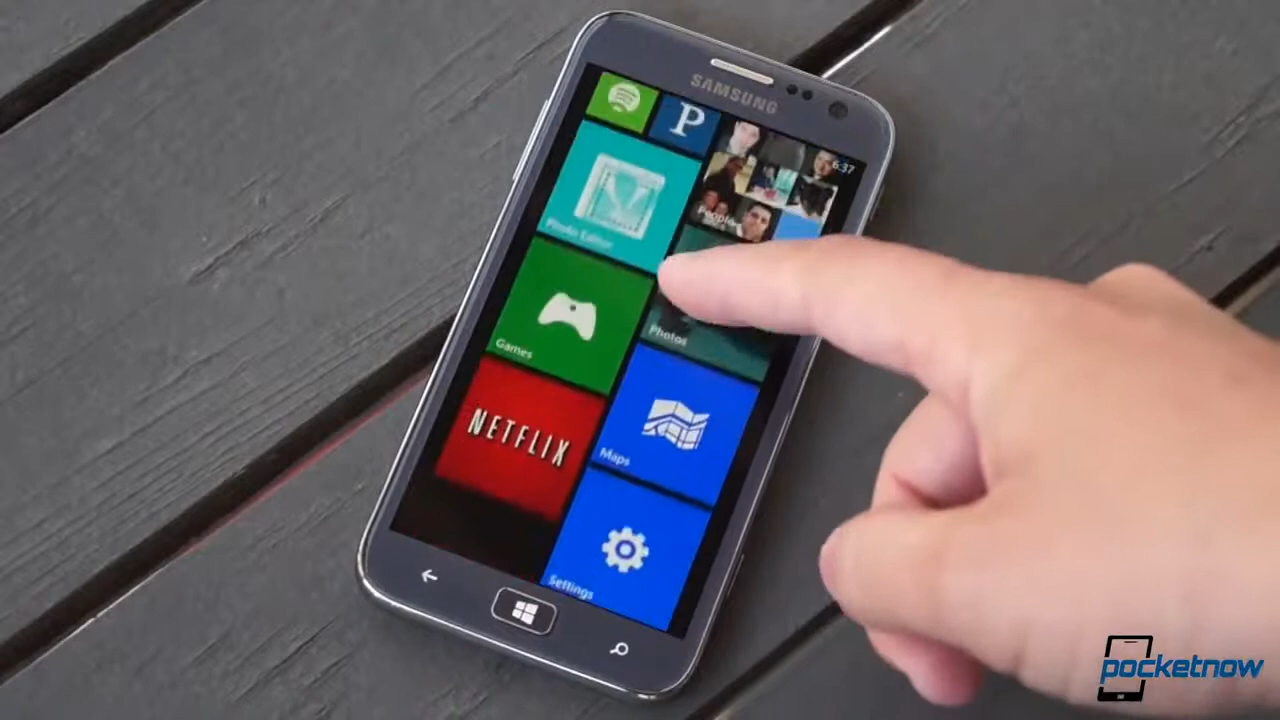 SAMSUNG
P
6:37
People
Photo Editor
Photos
Games
NETFLIX
Maps
Settings
pocketnow